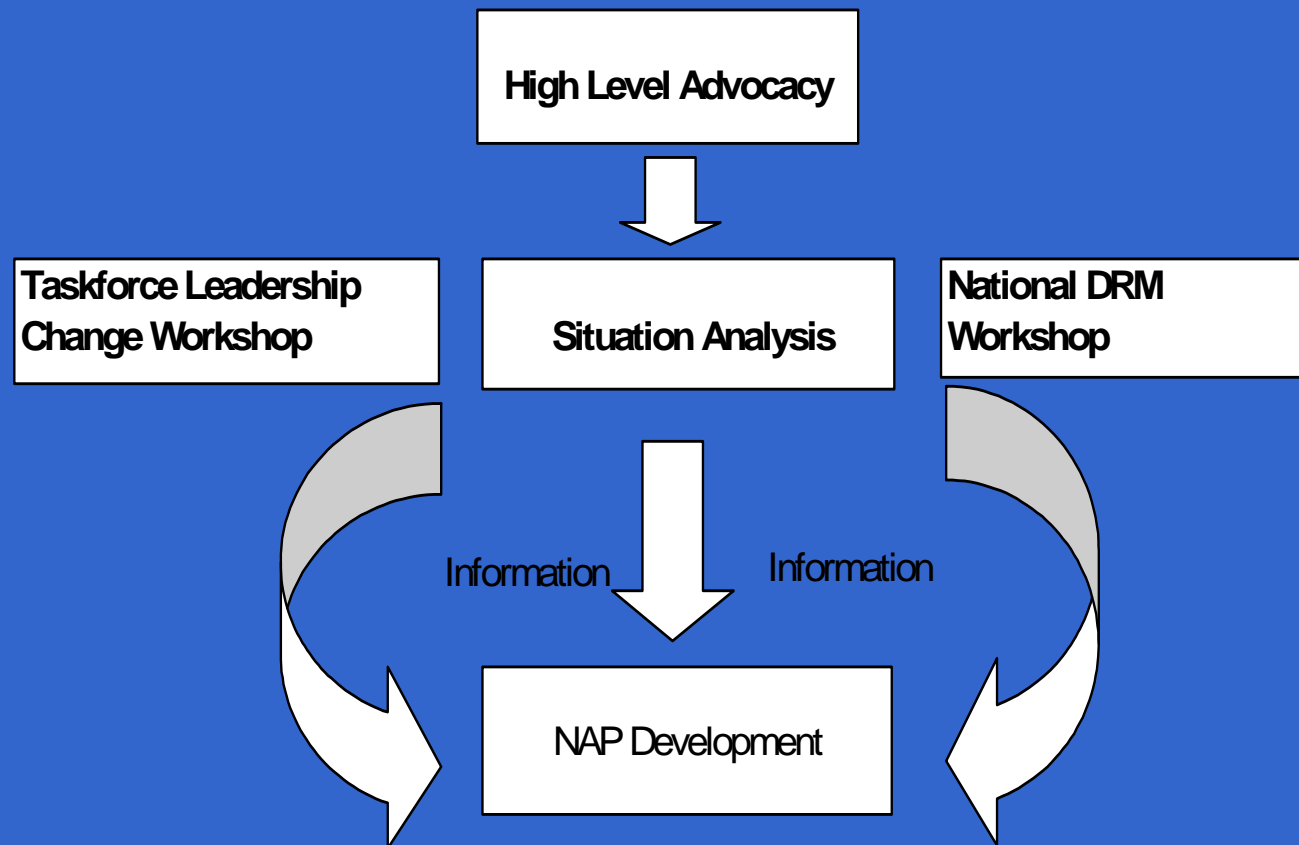 High Level Advocacy
Taskforce Leadership
Change Workshop
Situation Analysis
National DRM
Workshop
Information
Information
NAP Development